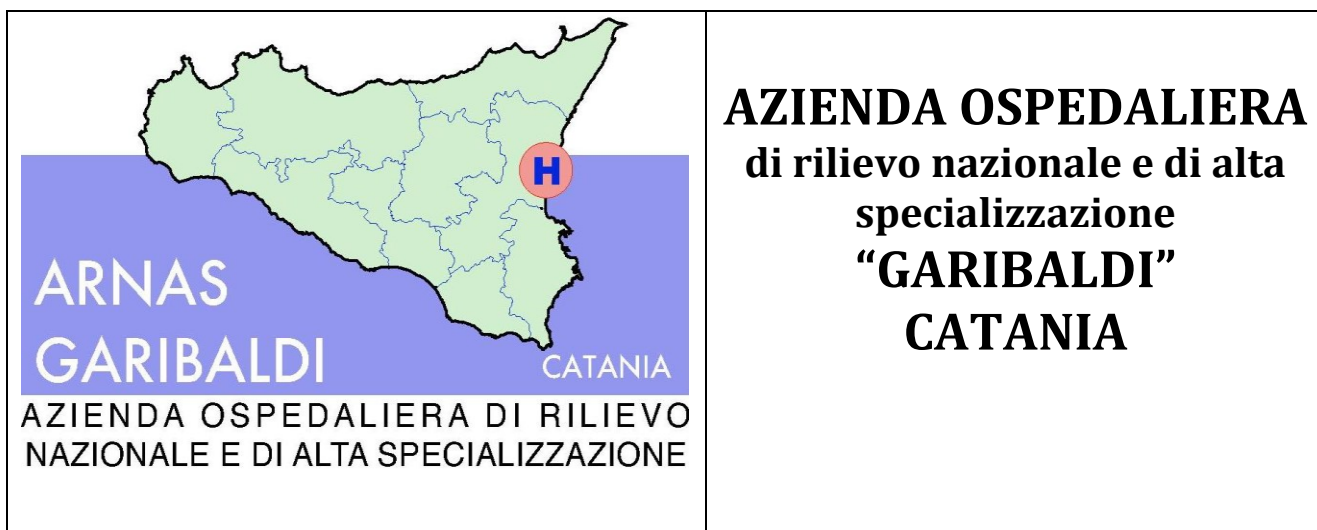 H
ARNAS
GARIBALDI
CATANIA
AZIENDA OSPEDALIERA DI RILIEVO
NAZIONALE E DI ALTA SPECIALIZZAZIONE
AZIENDA OSPEDALIERA
di rilievo nazionale e di alta
specializzazione
“GARIBALDI”
CATANIA